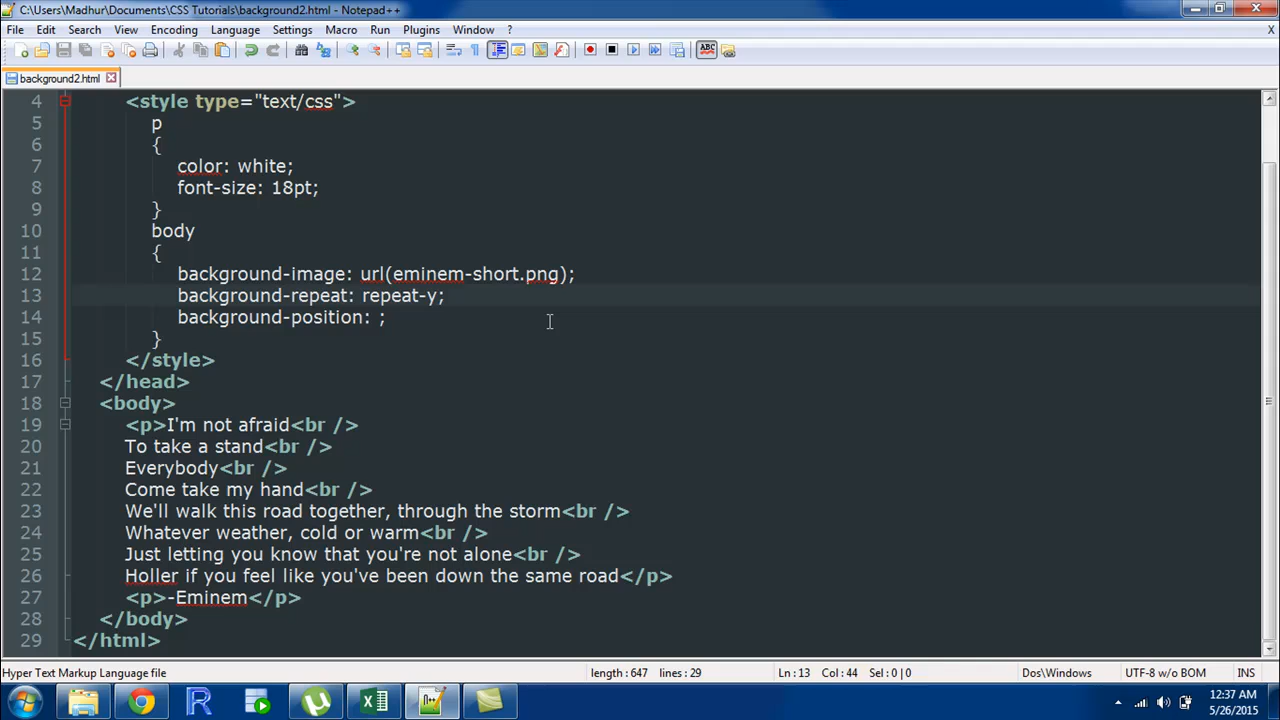 C:\Users\Madhur\Documents\CSS Tutorials\background2.html - Notepad++
File Edit Search View Encoding Language Settings Macro Run Plugins Window ? X
background2.html
4 <style type="text/css">
5 p
6 {
7 color: white;
8 font-size: 18pt;
9 }
10 body
11 {
12 background-image: url(eminem-short.png);
13 background-repeat: repeat-y;
14 background-position: ;
15 }
16 </style>
17 </head>
18 <body>
19 <p>I'm not afraid<br />
20 To take a stand<br />
21 Everybody<br />
22 Come take my hand<br />
23 We'll walk this road together, through the storm<br />
24 Whatever weather, cold or warm<br />
25 Just letting you know that you're not alone<br />
26 Holler if you feel like you've been down the same road</p>
27 <p>-Eminem</p>
28 </body>
29 </html>
Hyper Text Markup Language file length : 647 lines : 29 Ln : 13 Col : 44 Sel : 0 | 0 Dos\Windows UTF-8 w/o BOM INS
12:37 AM
5/26/2015